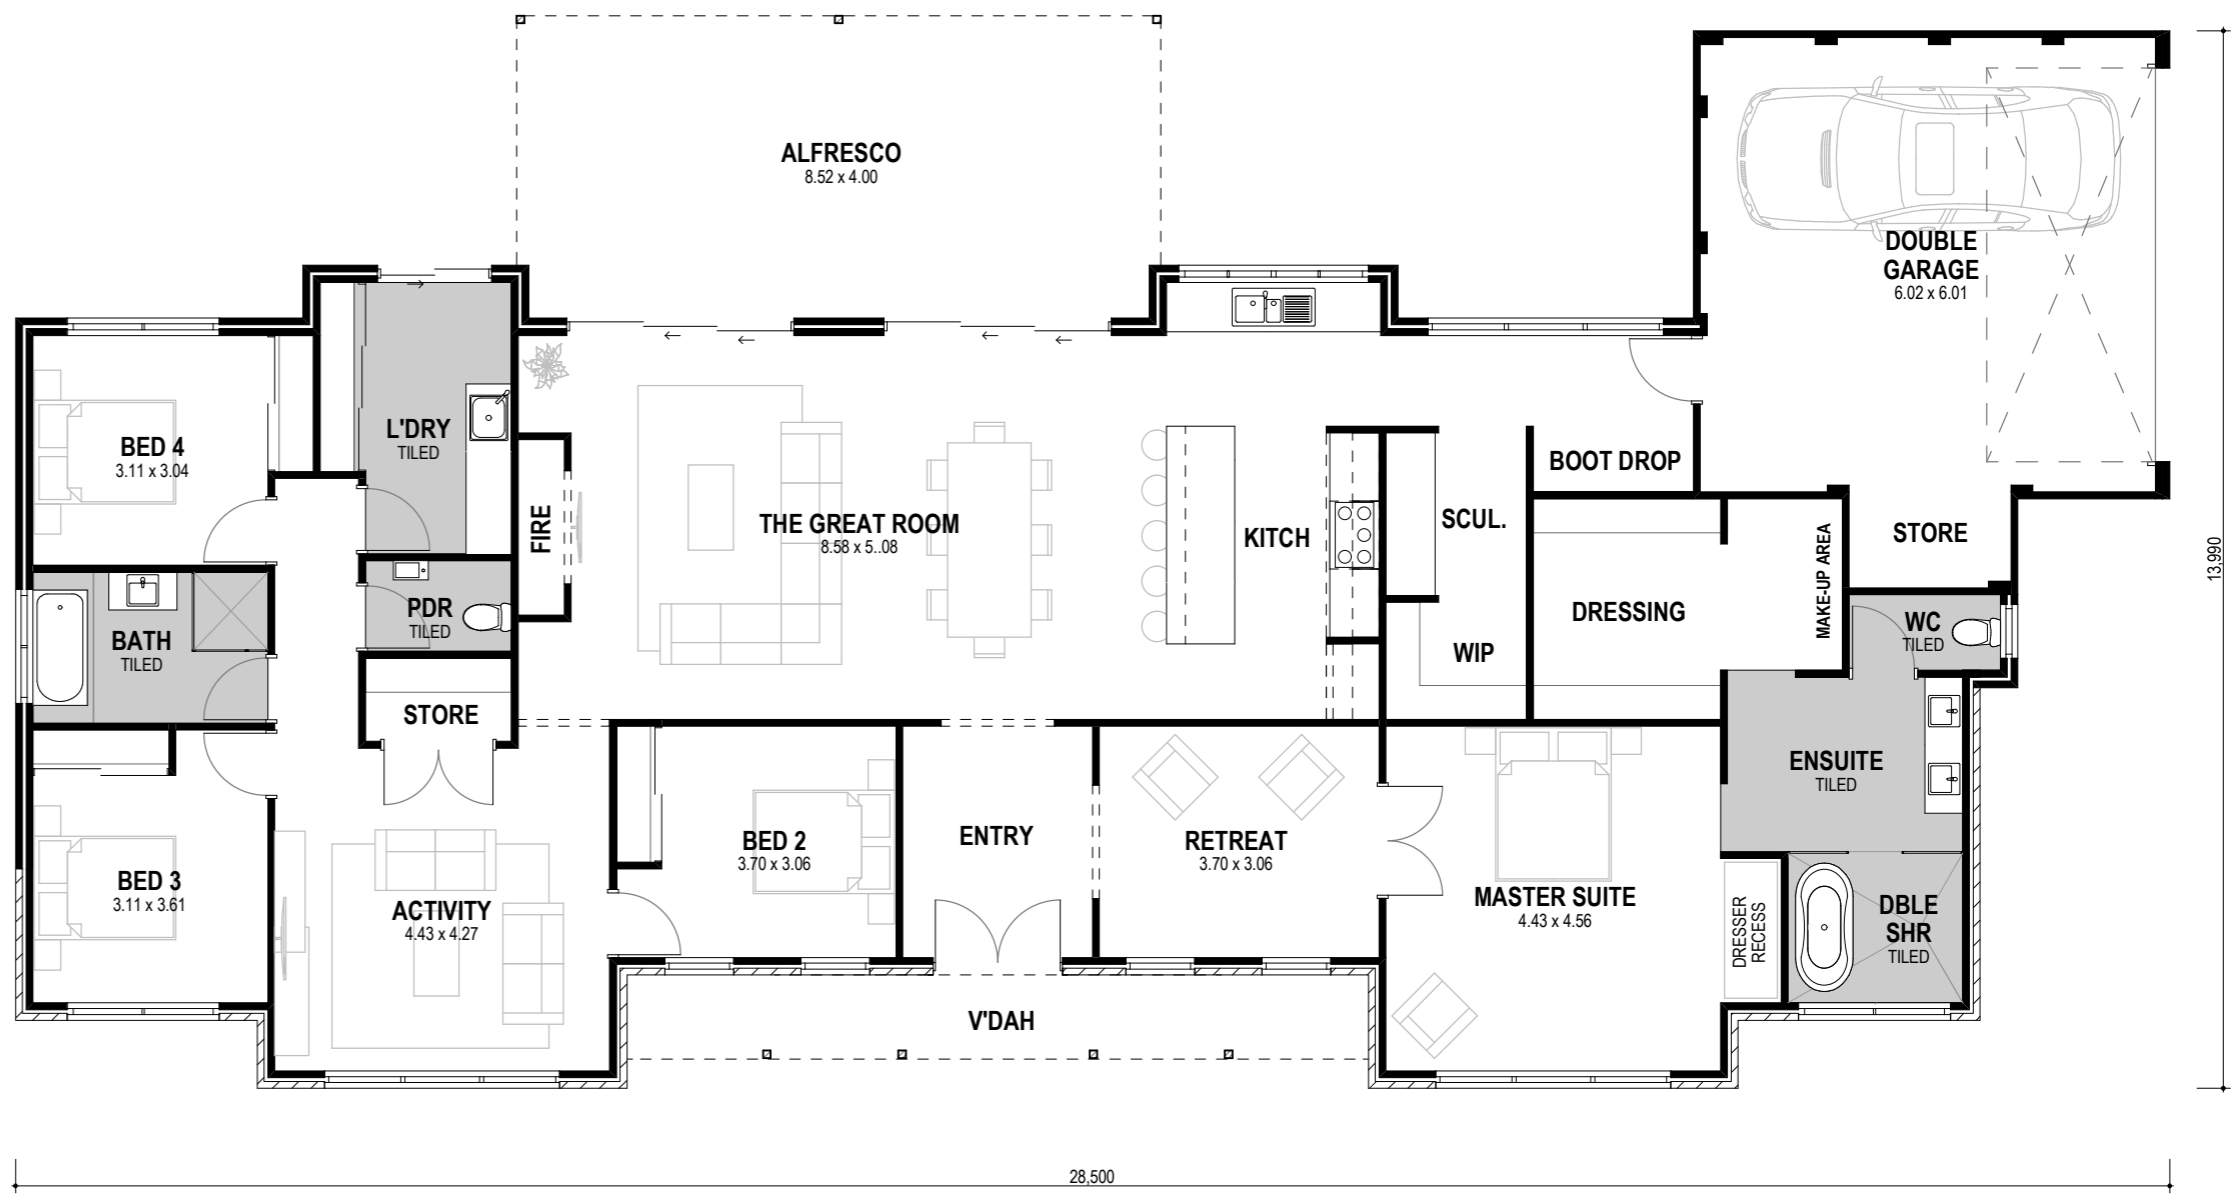 ALFRESCO
8.52 x 4.00
DOUBLE
GARAGE
6.02 x 6.01
BED 4
3.11 x 3.04
L'DRY
TILED
FIRE
THE GREAT ROOM
8.58 x 5..08
KITCH
SCUL.
BOOT DROP
STORE
MAKE-UP AREA
DRESSING
WIP
WC
TILED
PDR
TILED
BATH
TILED
STORE
BED 3
3.11 x 3.61
ACTIVITY
4.43 x 4.27
BED 2
3.70 x 3.06
ENTRY
RETREAT
3.70 x 3.06
MASTER SUITE
4.43 x 4.56
ENSUITE
TILED
DRESSER
RECESS
DBLE
SHR
TILED
V'DAH
13,990
28,500